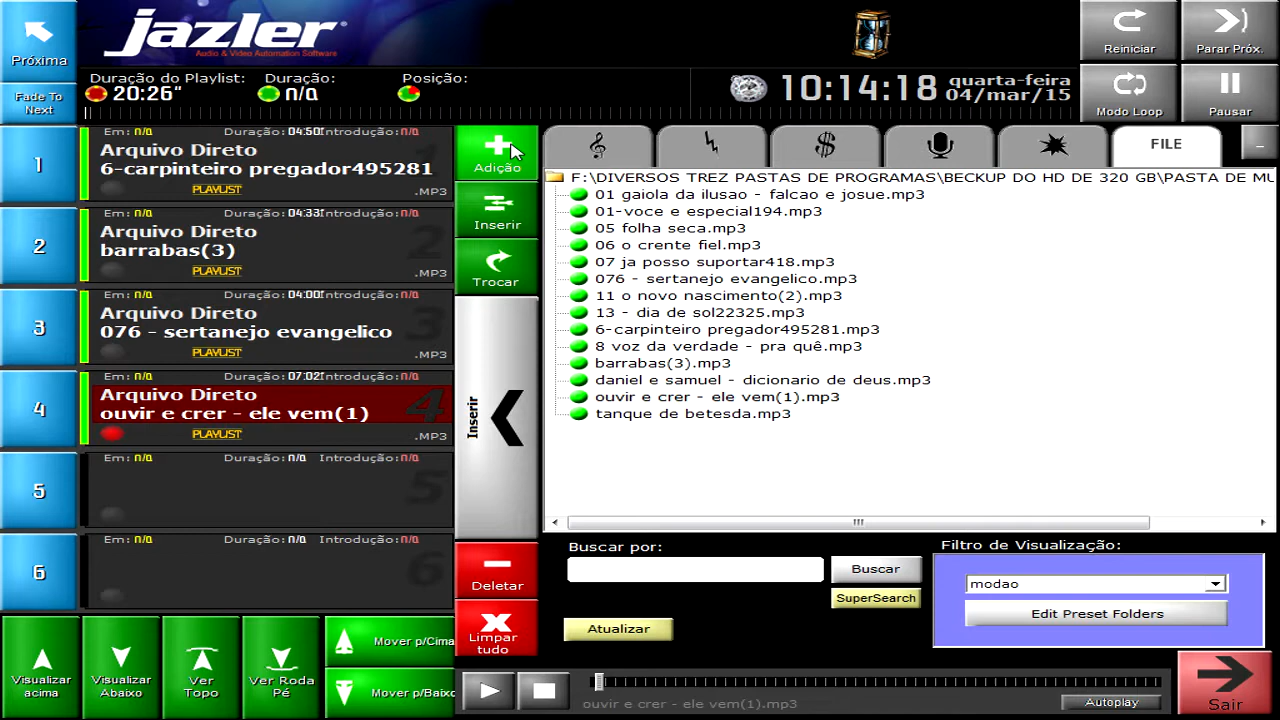 Próxima
Fade To Next
jazler
Audio & Video Automation Software
Duração do Playlist: Duração: Posição:
20:26" n/a
10:14:18 quarta-feira 04/mar/15
Reiniciar
Parar Próx.
Modo Loop
Pausar
1
Em: n/a Duração: 04:50" Introdução: n/a
Arquivo Direto
6-carpinteiro pregador495281
PLAYLIST .MP3
2
Em: n/a Duração: 04:33" Introdução: n/a
Arquivo Direto
barrabas(3)
2
PLAYLIST .MP3
3
Em: n/a Duração: 04:00" Introdução: n/a
Arquivo Direto
076 - sertanejo evangelico
3
PLAYLIST .MP3
4
Em: n/a Duração: 07:02" Introdução: n/a
Arquivo Direto
ouvir e crer - ele vem(1)
4
PLAYLIST .MP3
5
Em: n/a Duração: n/a Introdução: n/a
5
6
Em: n/a Duração: n/a Introdução: n/a
6
Adição
Inserir
Trocar
Inserir
Deletar
Limpar tudo
$
FILE
F:\DIVERSOS TREZ PASTAS DE PROGRAMAS\BECKUP DO HD DE 320 GB\PASTA DE MU
01 gaiola da ilusao - falcao e josue.mp3
01-voce e especial194.mp3
05 folha seca.mp3
06 o crente fiel.mp3
07 ja posso suportar418.mp3
076 - sertanejo evangelico.mp3
11 o novo nascimento(2).mp3
13 - dia de sol22325.mp3
6-carpinteiro pregador495281.mp3
8 voz da verdade - pra quê.mp3
barrabas(3).mp3
daniel e samuel - dicionario de deus.mp3
ouvir e crer - ele vem(1).mp3
tanque de betesda.mp3
Buscar por:
Buscar
SuperSearch
Atualizar
Filtro de Visualização:
modao
Edit Preset Folders
Visualizar acima
Visualizar Abaixo
Ver Topo
Ver Roda Pé
Mover p/Cima
Mover p/Baixo
ouvir e crer - ele vem(1).mp3
Autoplay
Sair